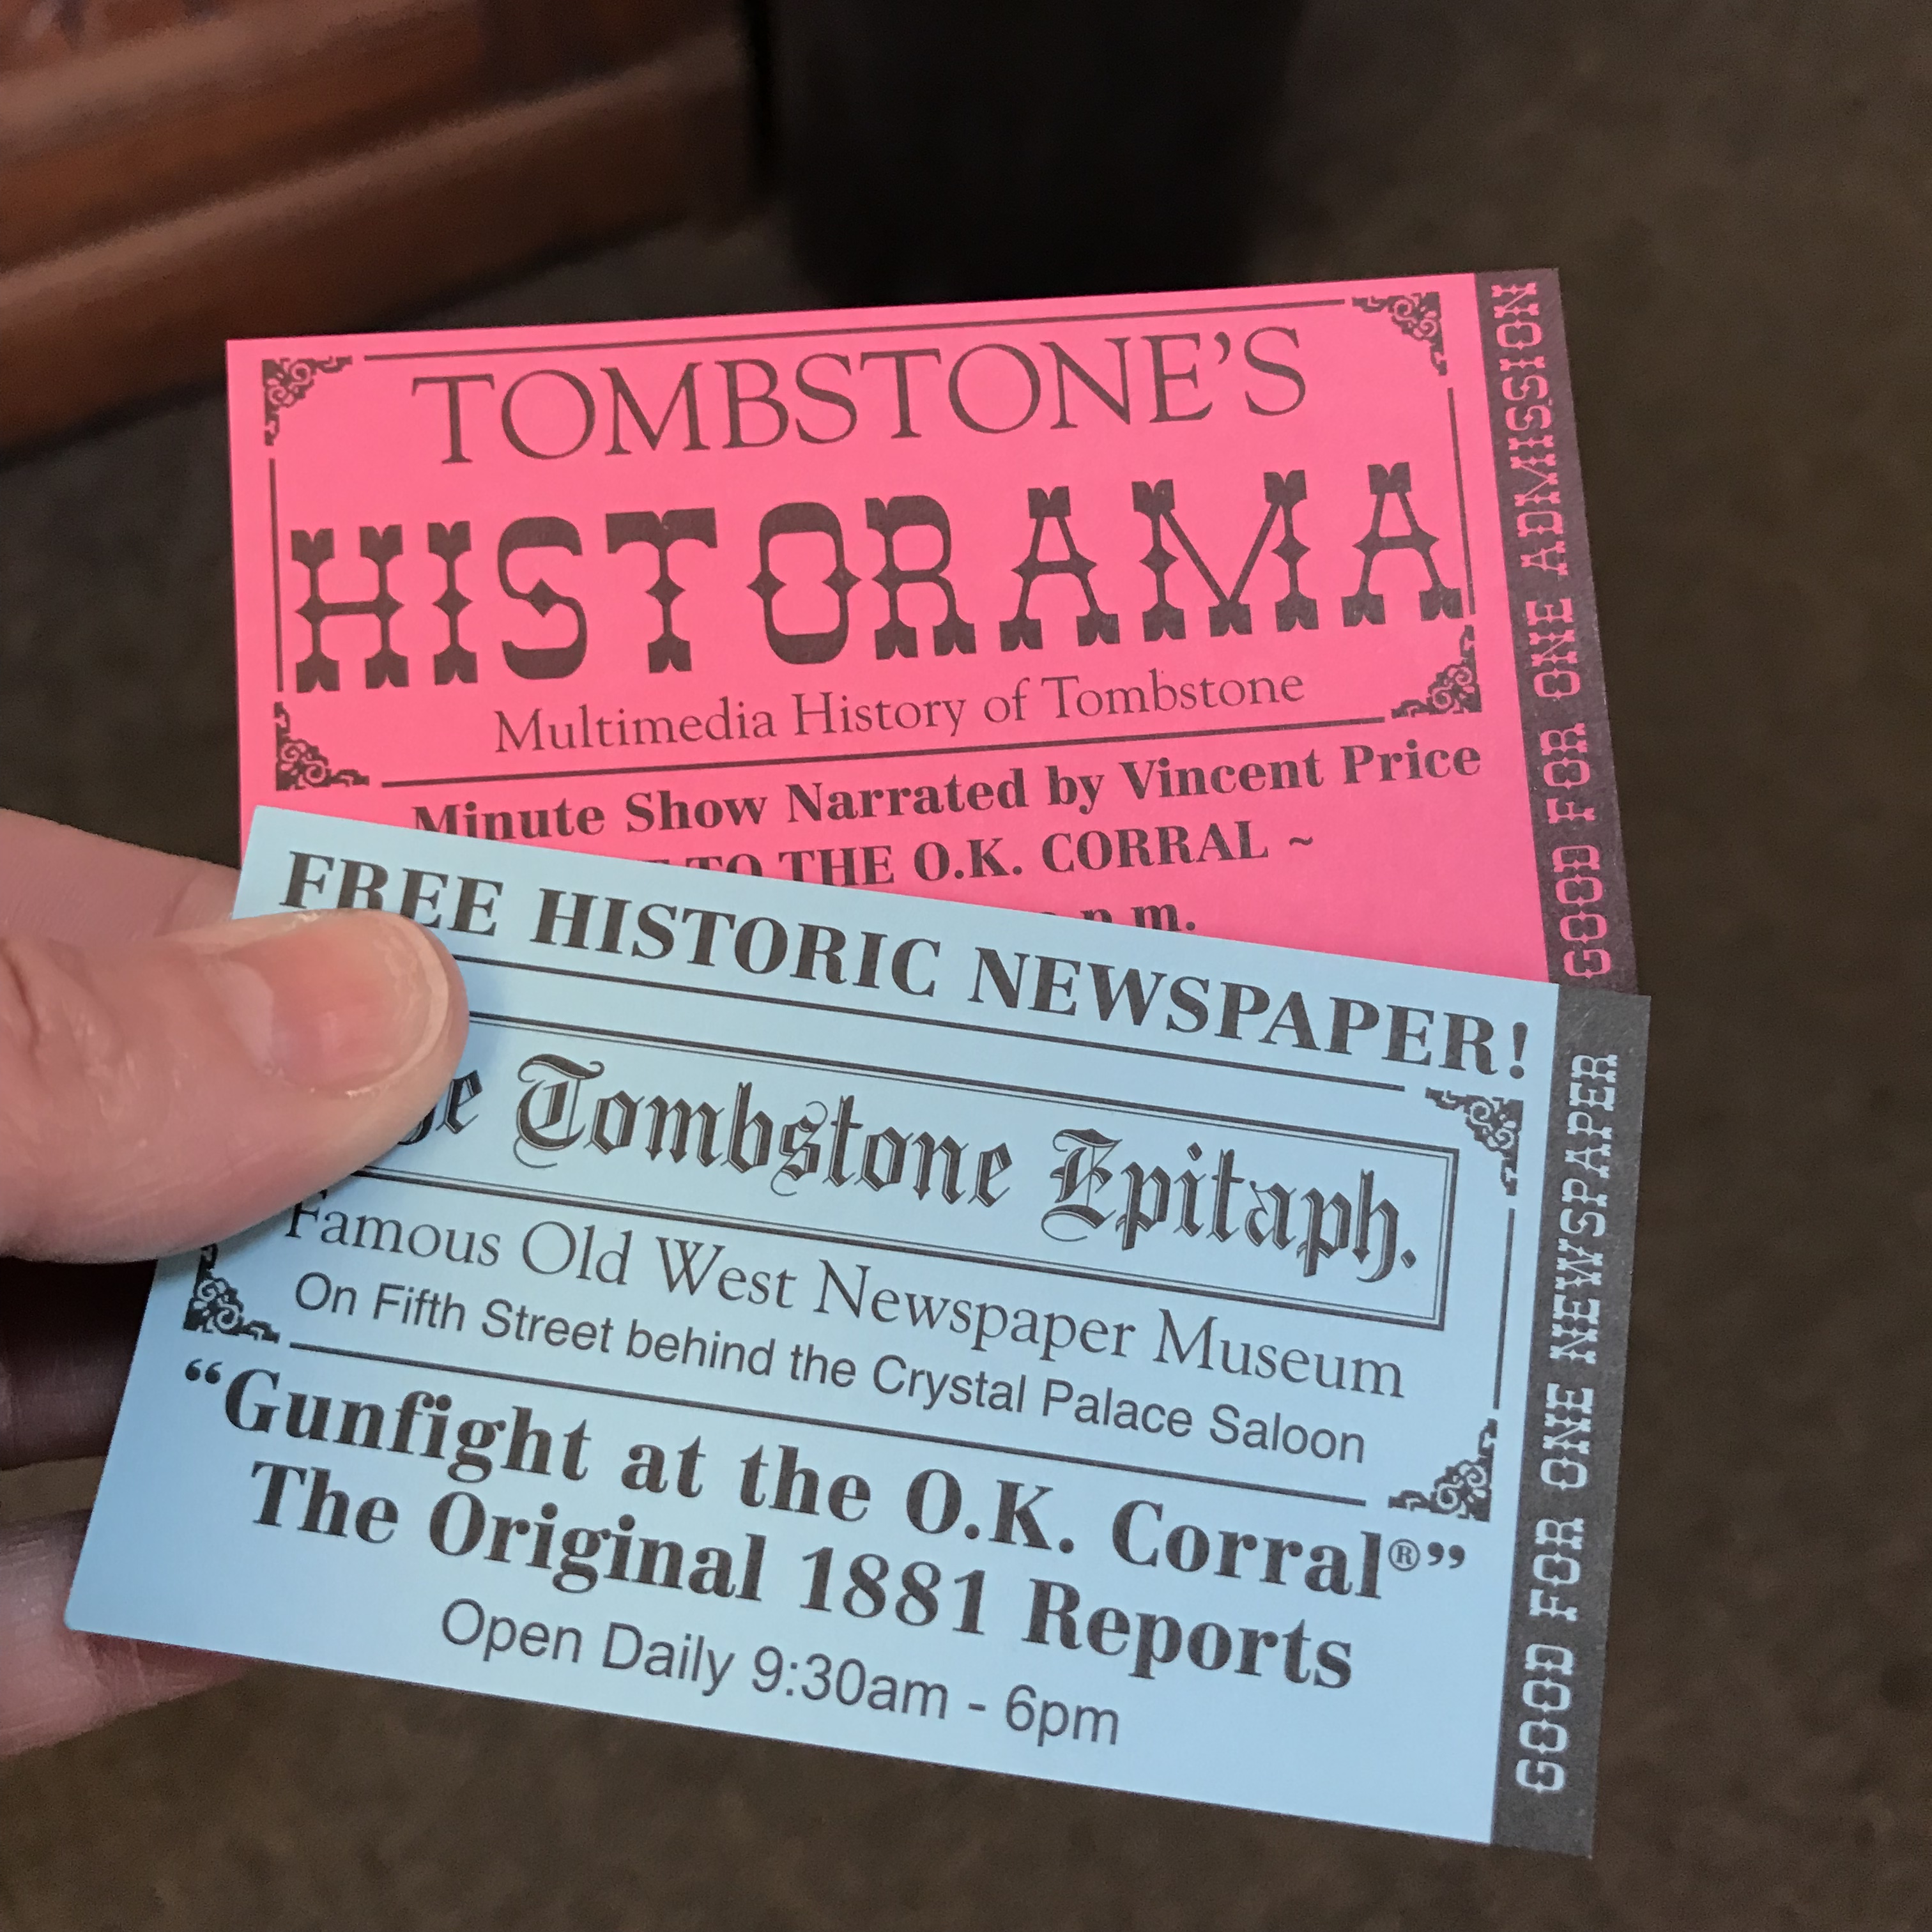 TOMBSTONE'S
HISTORAMA
Multimedia History of Tombstone
Minute Show Narrated by Vincent Price
TO THE O.K. CORRAL ~
p.m.
GOOD FOR ONE ADMISSION
FREE HISTORIC NEWSPAPER!
Tombstone Epitaph.
Famous Old West Newspaper Museum
On Fifth Street behind the Crystal Palace Saloon
“Gunfight at the O.K. Corral®”
The Original 1881 Reports
Open Daily 9:30am - 6pm
GOOD FOR ONE NEWSPAPER